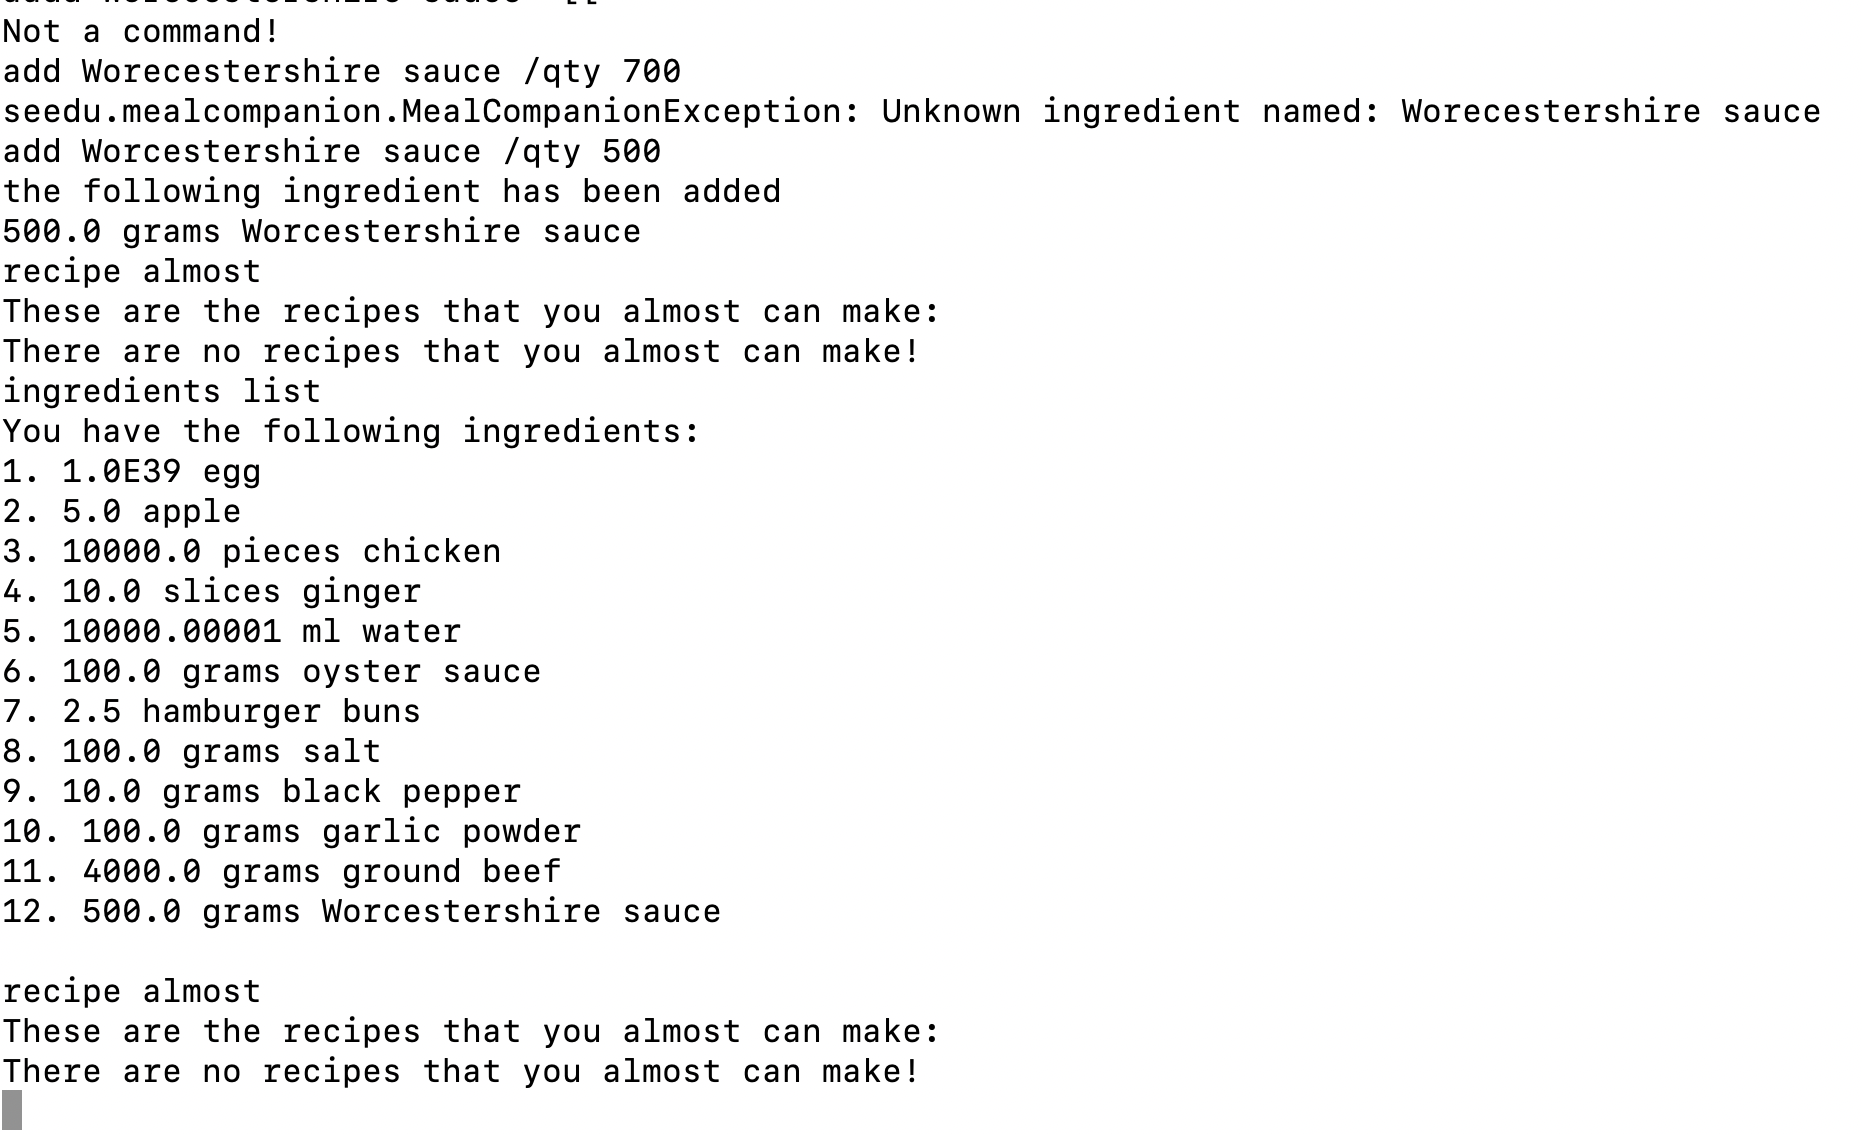 Not a command!
add Worecestershire sauce /qty 700
seedu.mealcompanion.MealCompanionException: Unknown ingredient named: Worecestershire sauce
add Worcestershire sauce /qty 500
the following ingredient has been added
500.0 grams Worcestershire sauce
recipe almost
These are the recipes that you almost can make:
There are no recipes that you almost can make!
ingredients list
You have the following ingredients:
1. 1.0E39 egg
2. 5.0 apple
3. 10000.0 pieces chicken
4. 10.0 slices ginger
5. 10000.00001 ml water
6. 100.0 grams oyster sauce
7. 2.5 hamburger buns
8. 100.0 grams salt
9. 10.0 grams black pepper
10. 100.0 grams garlic powder
11. 4000.0 grams ground beef
12. 500.0 grams Worcestershire sauce
recipe almost
These are the recipes that you almost can make:
There are no recipes that you almost can make!